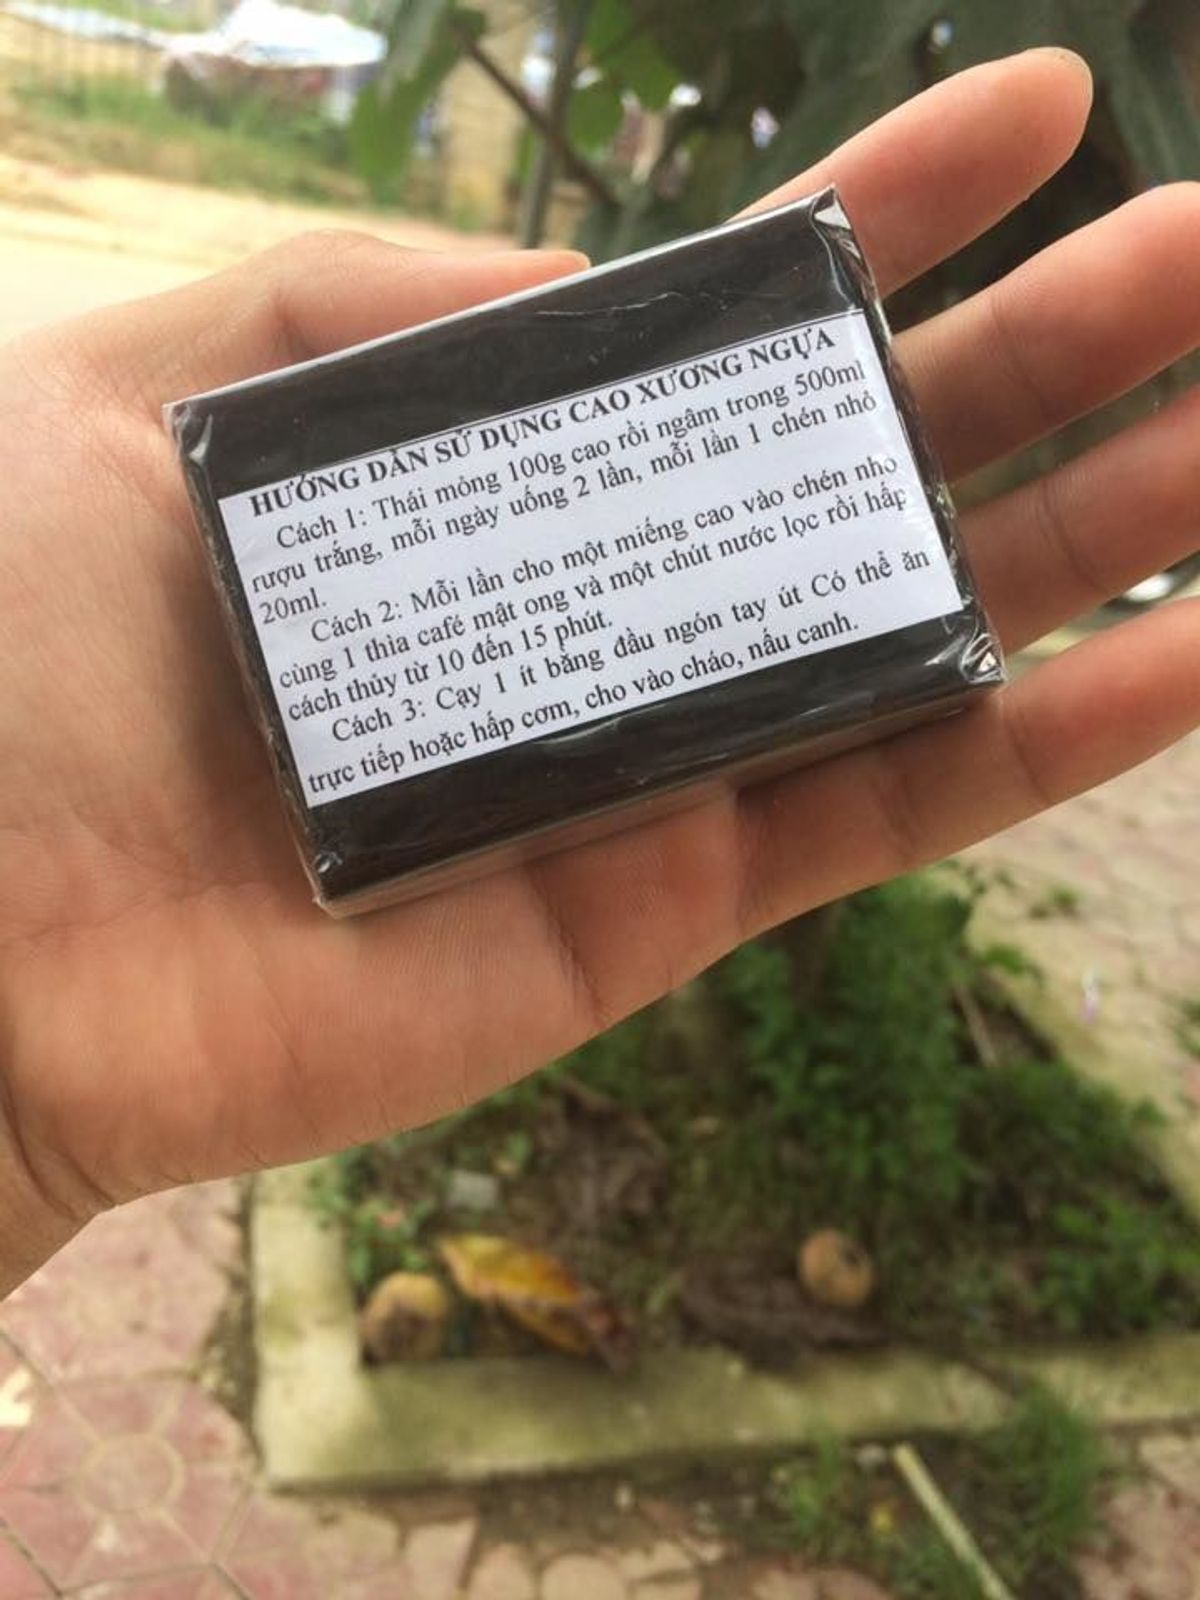 HƯỚNG DẪN SỬ DỤNG CAO XƯƠNG NGỰA
Cách 1: Thái mỏng 100g cao rồi ngâm trong 500ml
rượu trắng, mỗi ngày uống 2 lần, mỗi lần 1 chén nhỏ
20ml.
Cách 2: Mỗi lần cho một miếng cao vào chén nhỏ
cùng 1 thìa café mật ong và một chút nước lọc rồi hấp
cách thủy từ 10 đến 15 phút.
Cách 3: Cạy 1 ít bằng đầu ngón tay út Có thể ăn
trực tiếp hoặc hấp cơm, cho vào cháo, nấu canh.